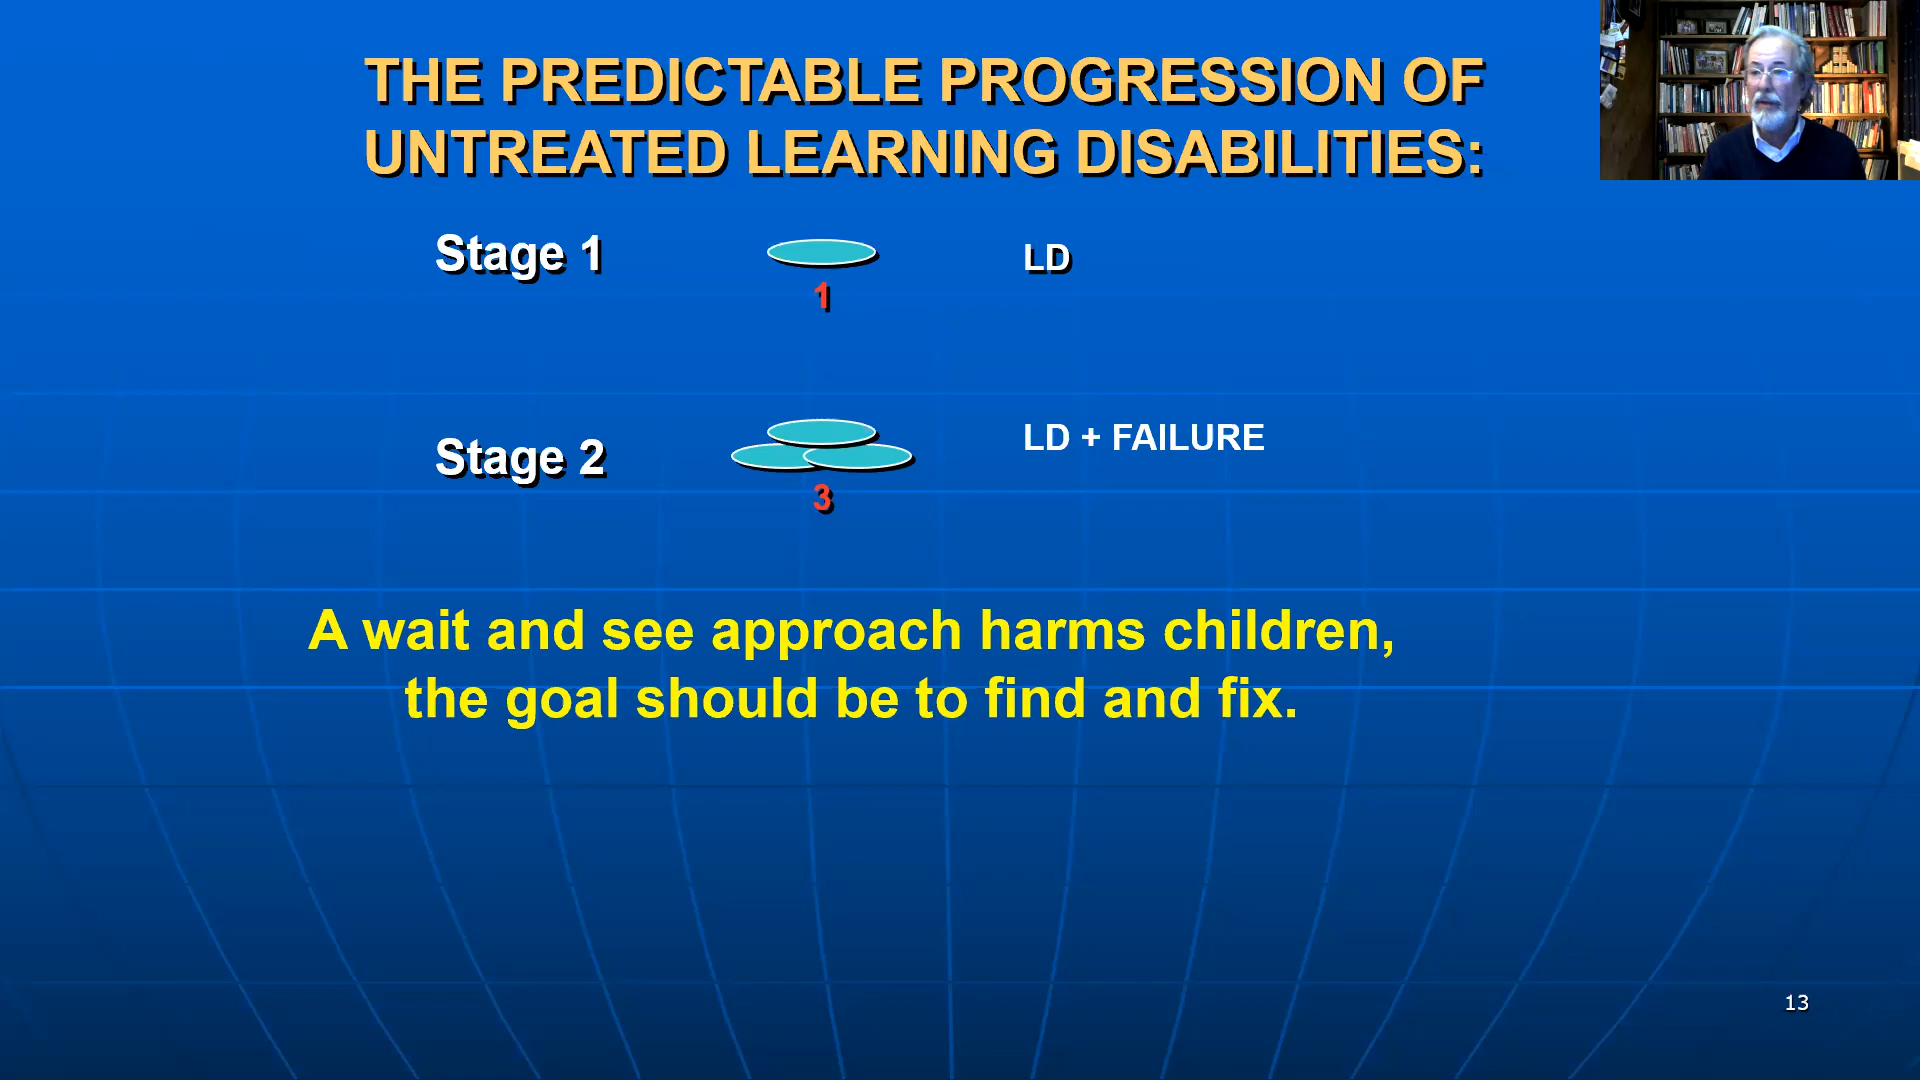 THE PREDICTABLE PROGRESSION OF
UNTREATED LEARNING DISABILITIES:
Stage 1
LD
1
Stage 2
LD + FAILURE
3
A wait and see approach harms children,
the goal should be to find and fix.
13